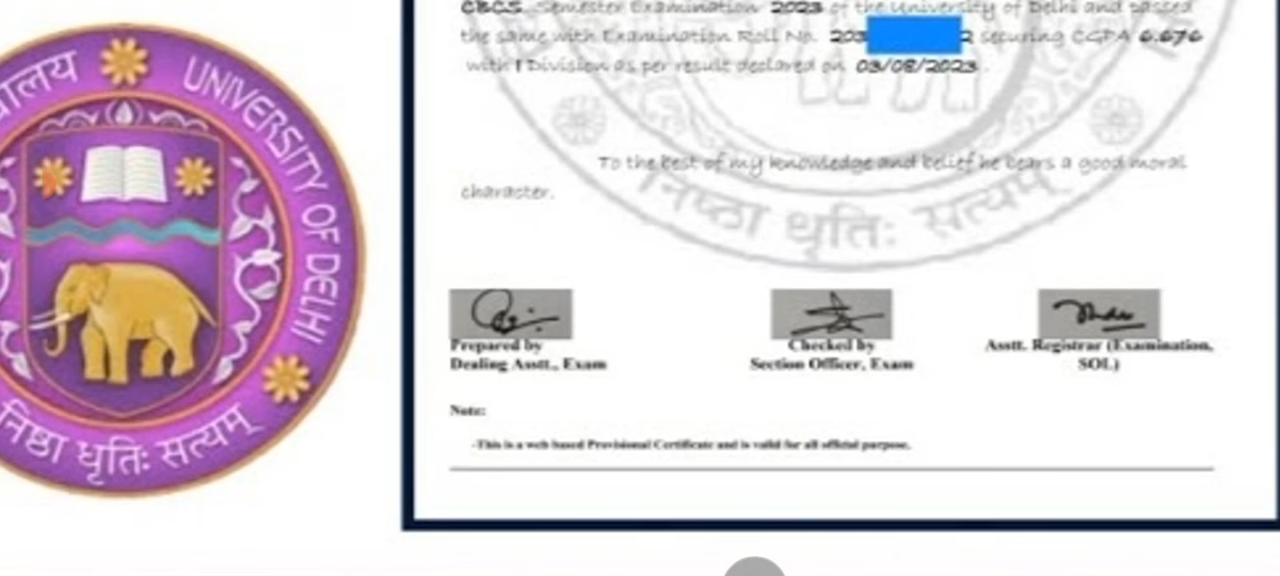 यालय
UNIVERSITY OF DELHI
निष्ठा धृतिः सत्यम्
CBCS. Semester Examination 2023 of the University of Delhi and passed
the same with Examination Roll No. 203 2 securing CGPA 6.676
with I Division as per result declared on 03/08/2023 .
To the best of my knowledge and belief he bears a good moral
character.
निष्ठा धृतिः सत्यम्
Prepared by
Dealing Asstt., Exam
Checked by
Section Officer, Exam
Asstt. Registrar (Examination,
SOL)
Note:
-This is a web based Provisional Certificate and is valid for all official purpose.